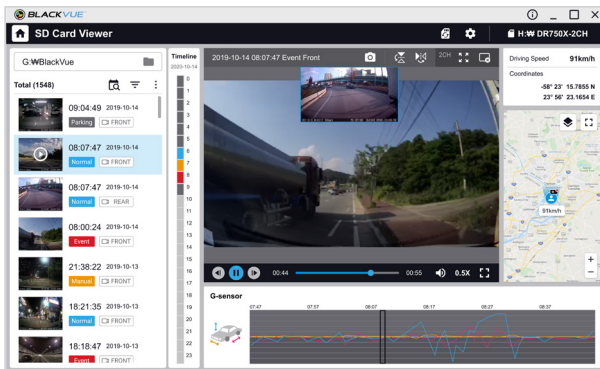 BLACKVUE
SD Card Viewer
H:₩ DR750X-2CH
G:₩BlackVue
Total (1548)
09:04:49 2019-10-14
Parking FRONT
08:07:47 2019-10-14
Normal FRONT
08:07:47 2019-10-14
Normal REAR
08:00:24 2019-10-14
Event FRONT
21:38:22 2019-10-13
Manual FRONT
18:21:35 2019-10-13
Normal FRONT
18:18:47 2019-10-13
Event FRONT
Timeline
2020-10-14
0
1
2
3
4
5
6
7
8
9
10
11
12
13
14
15
16
17
18
19
20
21
22
23
2019-10-14 08:07:47 Event Front
2CH
00:44
00:55
0.5X
Driving Speed 91km/h
Coordinates
-58° 23' 15.7855 N
23° 56' 23.1654 E
91km/h
+
−
G-sensor
07:47 07:57 08:07 08:17 08:27 08:37